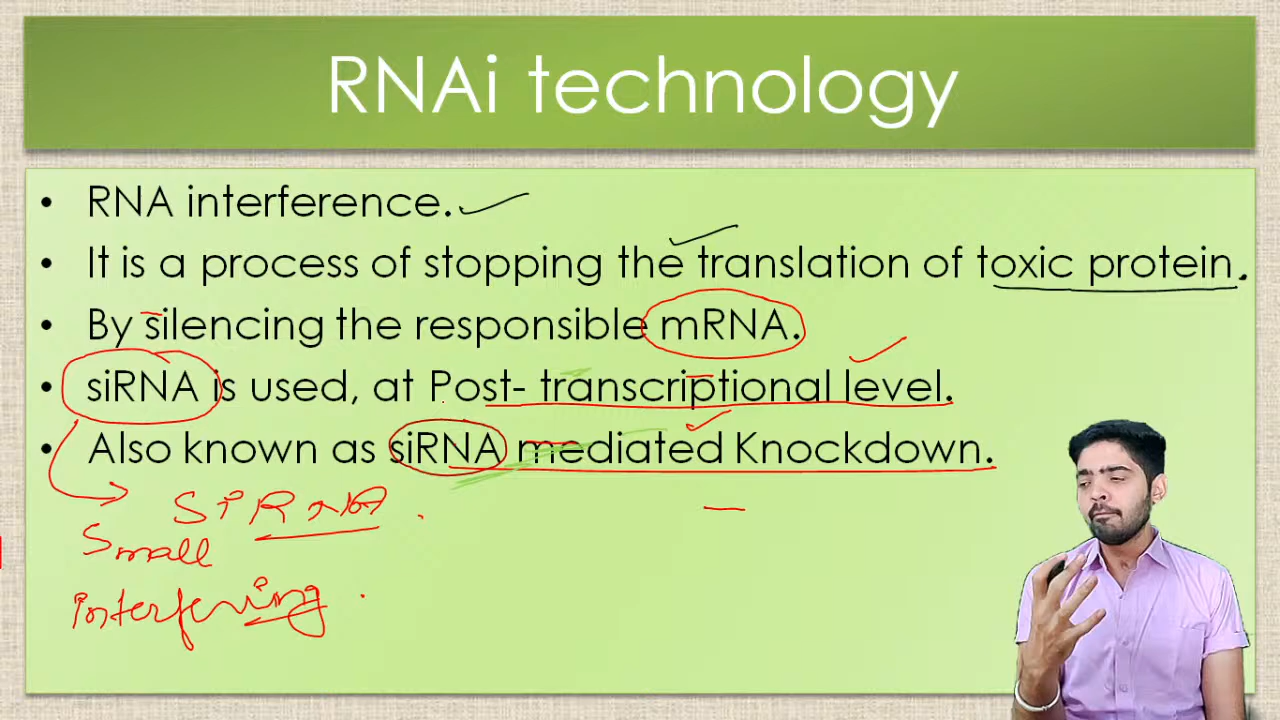 RNAi technology
• RNA interference.
• It is a process of stopping the translation of toxic protein.
• By silencing the responsible mRNA.
• siRNA is used, at Post- transcriptional level.
• Also known as siRNA mediated Knockdown.
SiRNA.
Small
interfering.